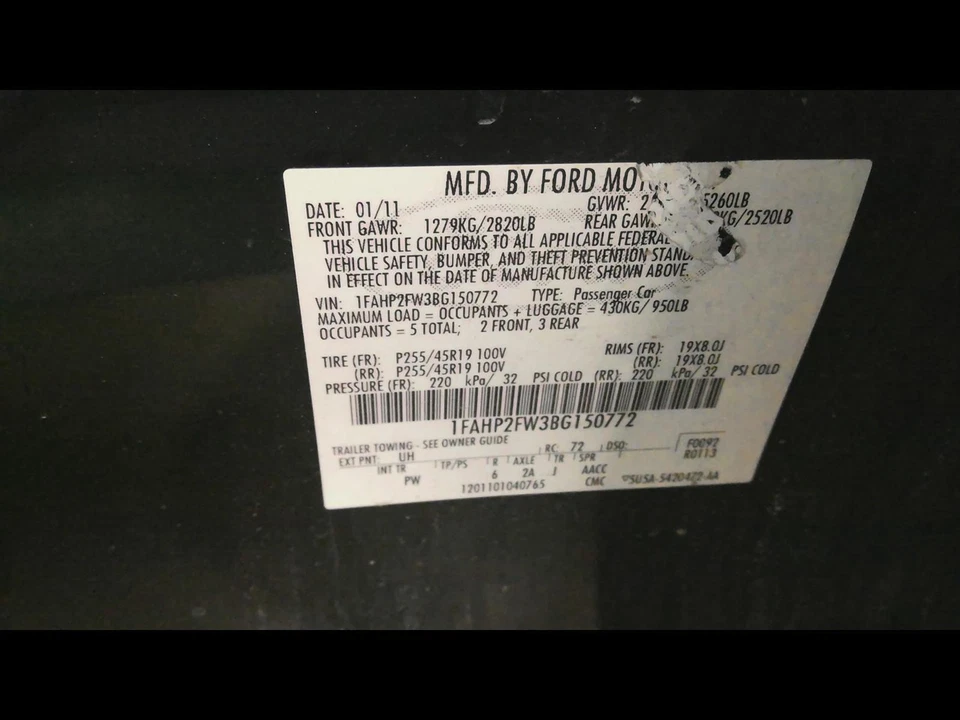 MFD. BY FORD MOTOR
DATE: 01/11 GVWR: 5260LB
FRONT GAWR: 1279KG/2820LB REAR GAWR KG/2520LB
THIS VEHICLE CONFORMS TO ALL APPLICABLE FEDERAL
VEHICLE SAFETY, BUMPER, AND THEFT PREVENTION STAND
IN EFFECT ON THE DATE OF MANUFACTURE SHOWN ABOVE.
VIN: 1FAHP2FW3BG150772 TYPE: Passenger Car
MAXIMUM LOAD = OCCUPANTS + LUGGAGE = 430KG/ 950LB
OCCUPANTS = 5 TOTAL; 2 FRONT, 3 REAR
TIRE (FR): P255/45R19 100V RIMS (FR): 19X8.0J
(RR): P255/45R19 100V (RR): 19X8.0J
PRESSURE (FR): 220 kPa/ 32 PSI COLD (RR): 220 kPa/ 32 PSI COLD
1FAHP2FW3BG150772
TRAILER TOWING - SEE OWNER GUIDE
EXT PNT: UH RC: 72 DSO: F0092
R0113
INT TR TP/PS R AXLE TR SPR
PW 6 2A J AACC
1201101040765 CMC 5U5A-5420472-AA